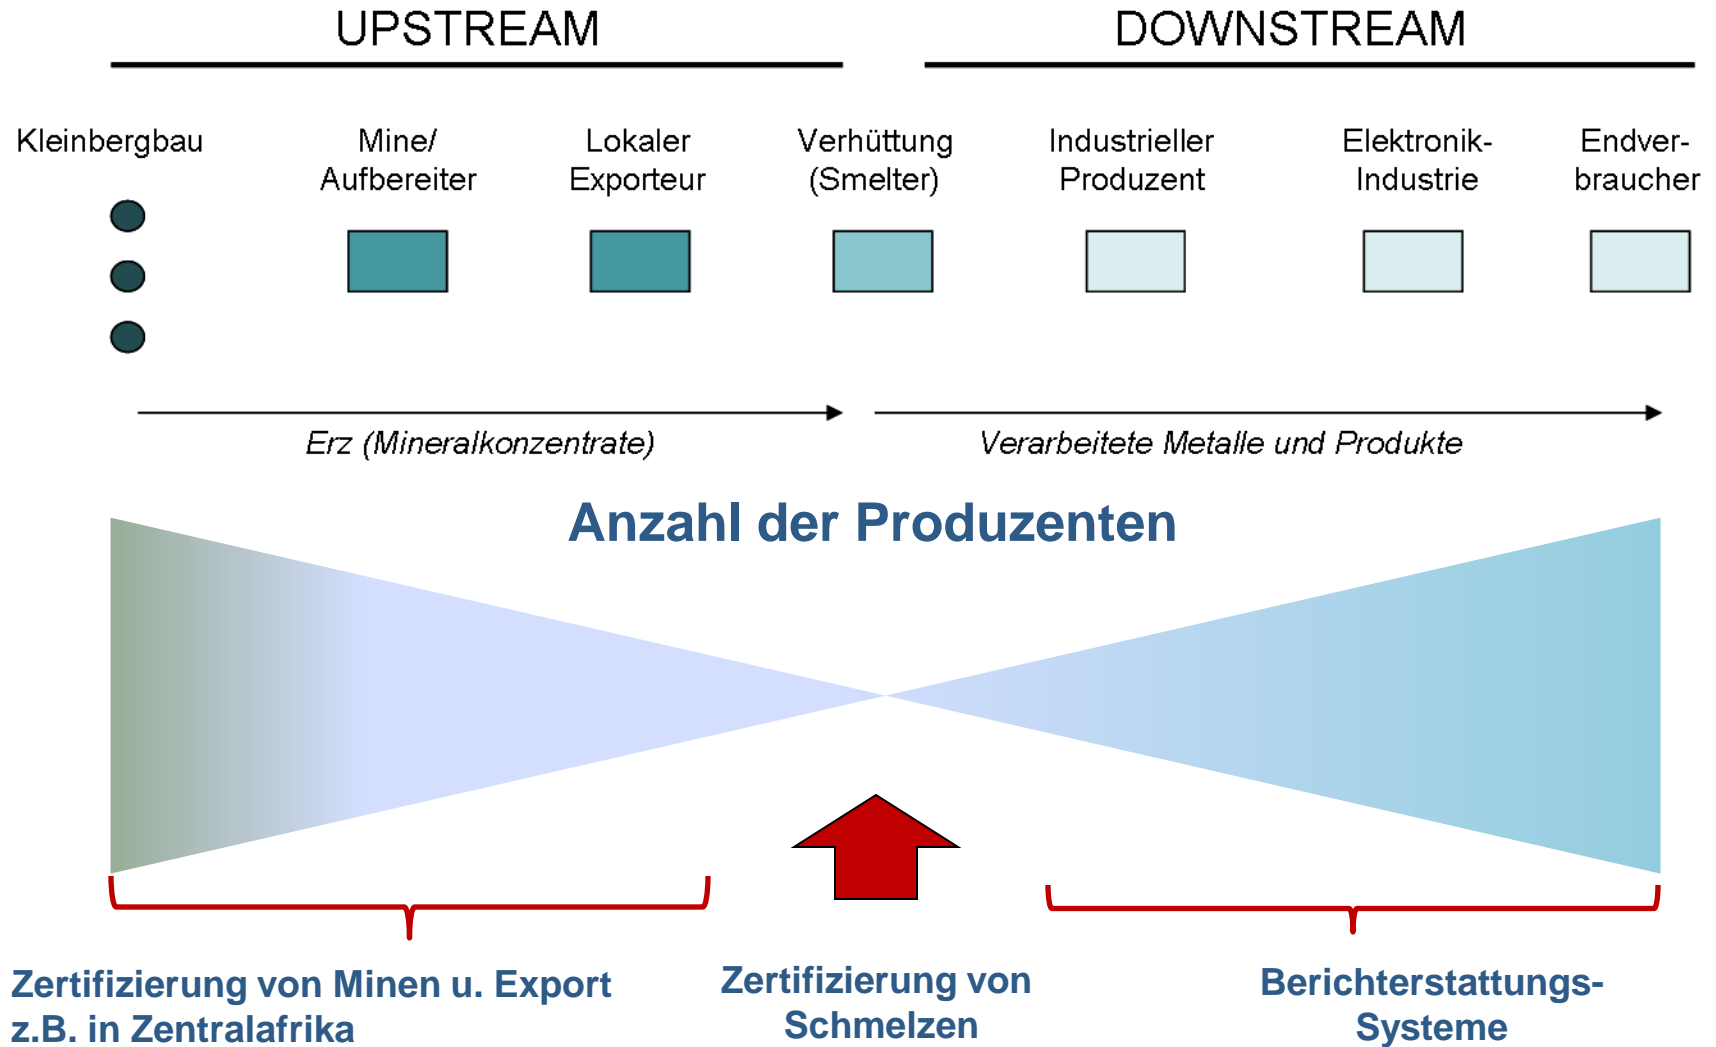 UPSTREAM
DOWNSTREAM
Kleinbergbau
Mine/
Aufbereiter
Lokaler
Exporteur
Verhüttung
(Smelter)
Industrieller
Produzent
Elektronik-
Industrie
Endver-
braucher
Erz (Mineralkonzentrate)
Verarbeitete Metalle und Produkte
Anzahl der Produzenten
Zertifizierung von Minen u. Export
z.B. in Zentralafrika
Zertifizierung von
Schmelzen
Berichterstattungs-
Systeme